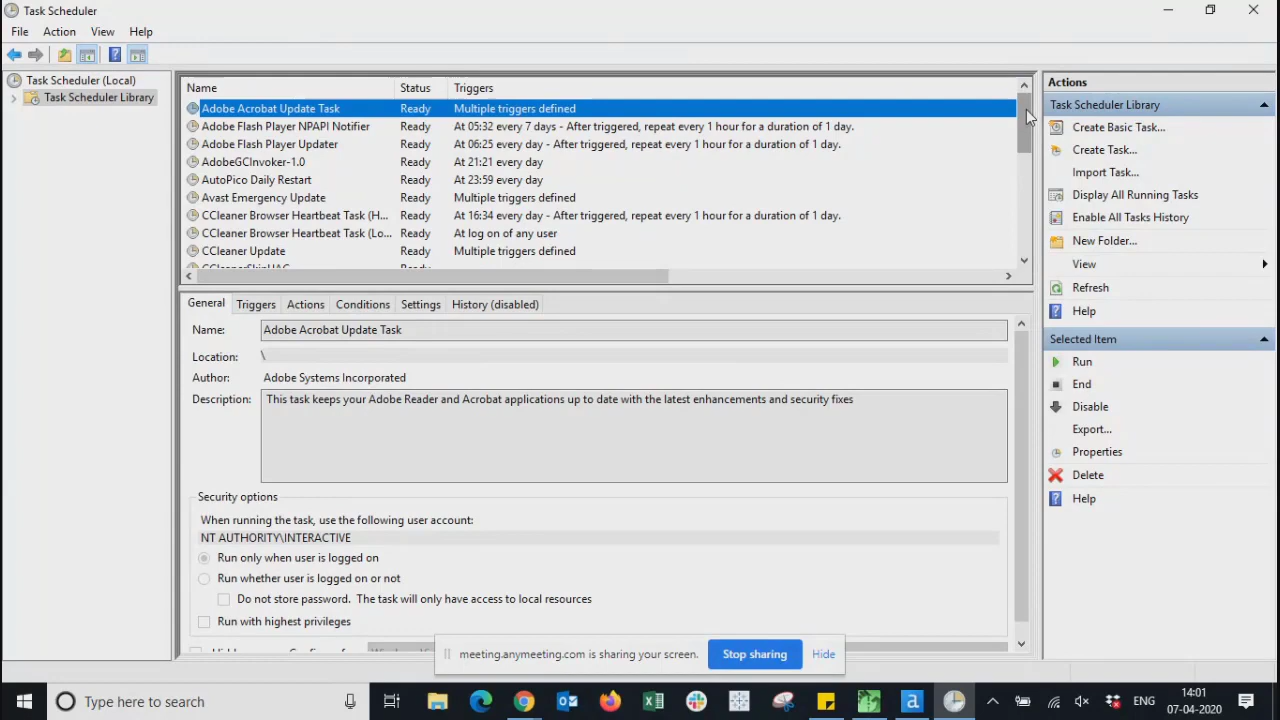 Task Scheduler
File Action View Help
Task Scheduler (Local)
Task Scheduler Library
Name Status Triggers
Adobe Acrobat Update Task Ready Multiple triggers defined
Adobe Flash Player NPAPI Notifier Ready At 05:32 every 7 days - After triggered, repeat every 1 hour for a duration of 1 day.
Adobe Flash Player Updater Ready At 06:25 every day - After triggered, repeat every 1 hour for a duration of 1 day.
AdobeGCInvoker-1.0 Ready At 21:21 every day
AutoPico Daily Restart Ready At 23:59 every day
Avast Emergency Update Ready Multiple triggers defined
CCleaner Browser Heartbeat Task (H... Ready At 16:34 every day - After triggered, repeat every 1 hour for a duration of 1 day.
CCleaner Browser Heartbeat Task (Lo... Ready At log on of any user
CCleaner Update Ready Multiple triggers defined
General Triggers Actions Conditions Settings History (disabled)
Name: Adobe Acrobat Update Task
Location: \
Author: Adobe Systems Incorporated
Description: This task keeps your Adobe Reader and Acrobat applications up to date with the latest enhancements and security fixes
Security options
When running the task, use the following user account:
NT AUTHORITY\INTERACTIVE
Run only when user is logged on
Run whether user is logged on or not
Do not store password. The task will only have access to local resources
Run with highest privileges
Actions
Task Scheduler Library
Create Basic Task...
Create Task...
Import Task...
Display All Running Tasks
Enable All Tasks History
New Folder...
View
Refresh
Help
Selected Item
Run
End
Disable
Export...
Properties
Delete
Help
meeting.anymeeting.com is sharing your screen. Stop sharing Hide
Type here to search
ENG
14:01
07-04-2020